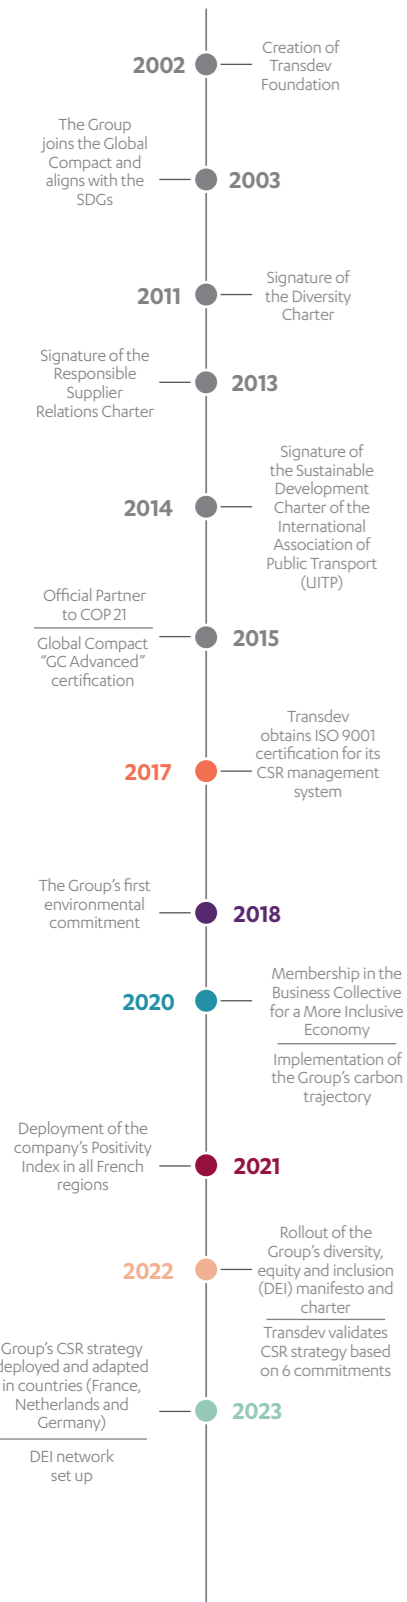 2002
Creation of
Transdev
Foundation
The Group
joins the Global
Compact and
aligns with the
SDGs
2003
2011
Signature of
the Diversity
Charter
Signature of the
Responsible
Supplier
Relations Charter
2013
2014
Signature of
the Sustainable
Development
Charter of the
International
Association of
Public Transport
(UITP)
Official Partner
to COP 21
Global Compact
“GC Advanced”
certification
2015
2017
Transdev
obtains ISO 9001
certification for its
CSR management
system
The Group’s first
environmental
commitment
2018
2020
Membership in the
Business Collective
for a More Inclusive
Economy
Implementation of
the Group’s carbon
trajectory
Deployment of the
company’s Positivity
Index in all French
regions
2021
2022
Rollout of the
Group’s diversity,
equity and inclusion
(DEI) manifesto and
charter
Transdev validates
CSR strategy based
on 6 commitments
Group’s CSR strategy
deployed and adapted
in countries (France,
Netherlands and
Germany)
DEI network
set up
2023